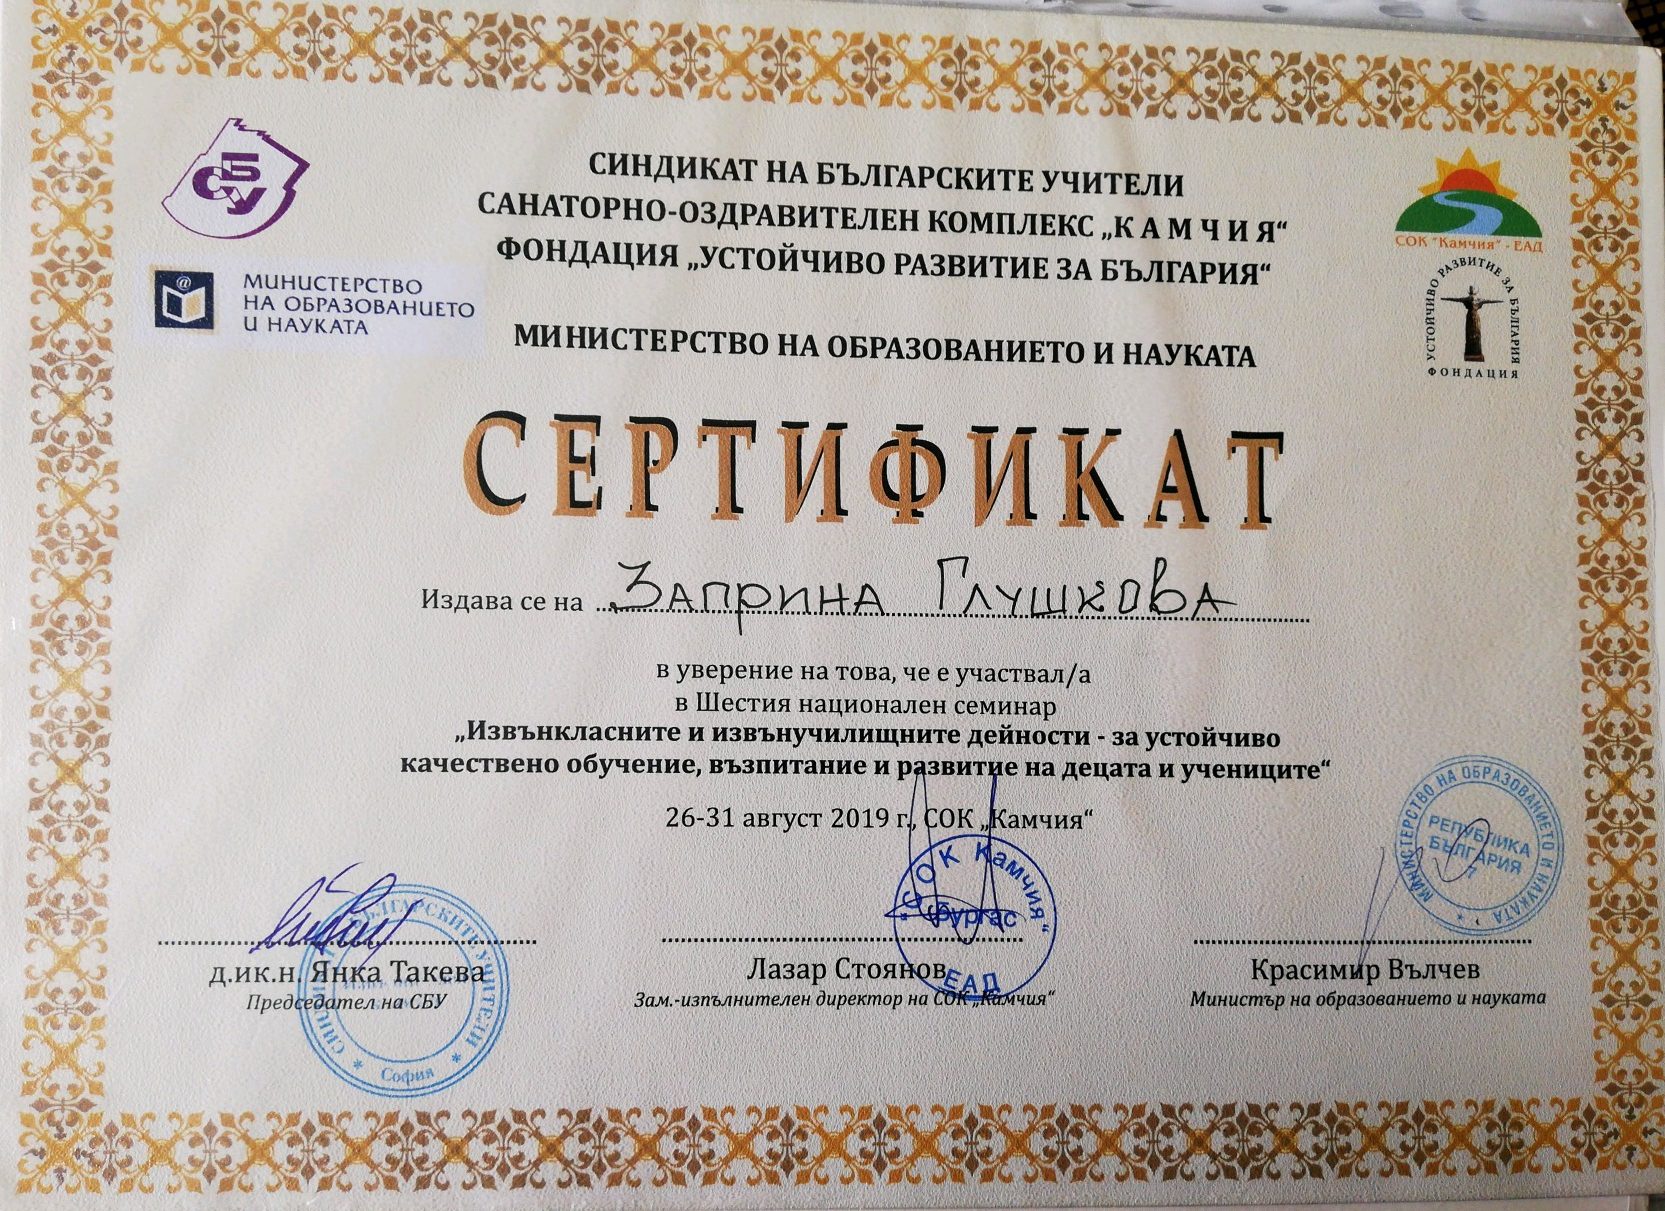 СБУ
МИНИСТЕРСТВО
НА ОБРАЗОВАНИЕТО
И НАУКАТА
СИНДИКАТ НА БЪЛГАРСКИТЕ УЧИТЕЛИ
САНАТОРНО-ОЗДРАВИТЕЛЕН КОМПЛЕКС „К А М Ч И Я“
ФОНДАЦИЯ „УСТОЙЧИВО РАЗВИТИЕ ЗА БЪЛГАРИЯ“
МИНИСТЕРСТВО НА ОБРАЗОВАНИЕТО И НАУКАТА
СОК "Камчия" - ЕАД
УСТОЙЧИВО РАЗВИТИЕ ЗА БЪЛГАРИЯ
ФОНДАЦИЯ
СЕРТИФИКАТ
Издава се на Заприна Глушкова
в уверение на това, че е участвал/а
в Шестия национален семинар
„Извънкласните и извънучилищните дейности - за устойчиво
качествено обучение, възпитание и развитие на децата и учениците“
26-31 август 2019 г., СОК „Камчия“
д.ик.н. Янка Такева
Председател на СБУ
Лазар Стоянов
Зам.-изпълнителен директор на СОК „Камчия“
Красимир Вълчев
Министър на образованието и науката
БЪЛГАРСКИТЕ УЧИТЕЛИ
София
"СОК Камчия"
бургас
ЕАД
МИНИСТЕРСТВО НА ОБРАЗОВАНИЕТО И НАУКАТА
РЕПУБЛИКА
БЪЛГАРИЯ